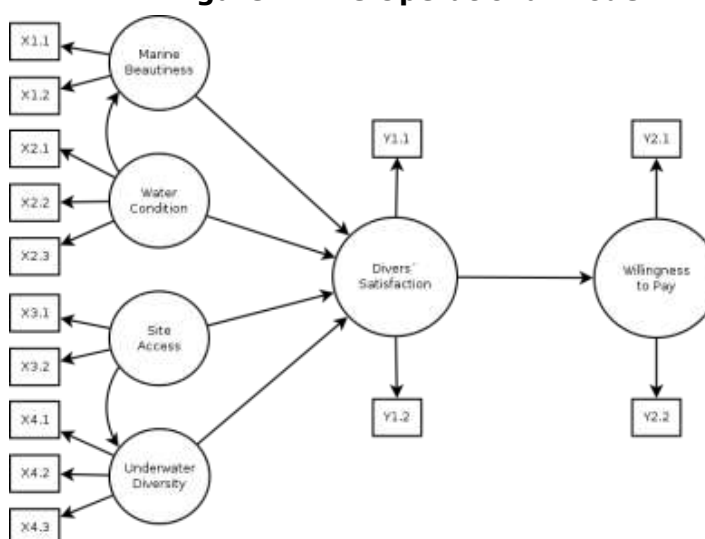 X1.1
Marine
Beautiness
X1.2
X2.1
Water
Condition
X2.2
X2.3
Y1.1
Y2.1
Divers´
Satisfaction
Willingness
to Pay
X3.1
Site
Access
X3.2
Y1.2
Y2.2
X4.1
Underwater
Diversity
X4.2
X4.3